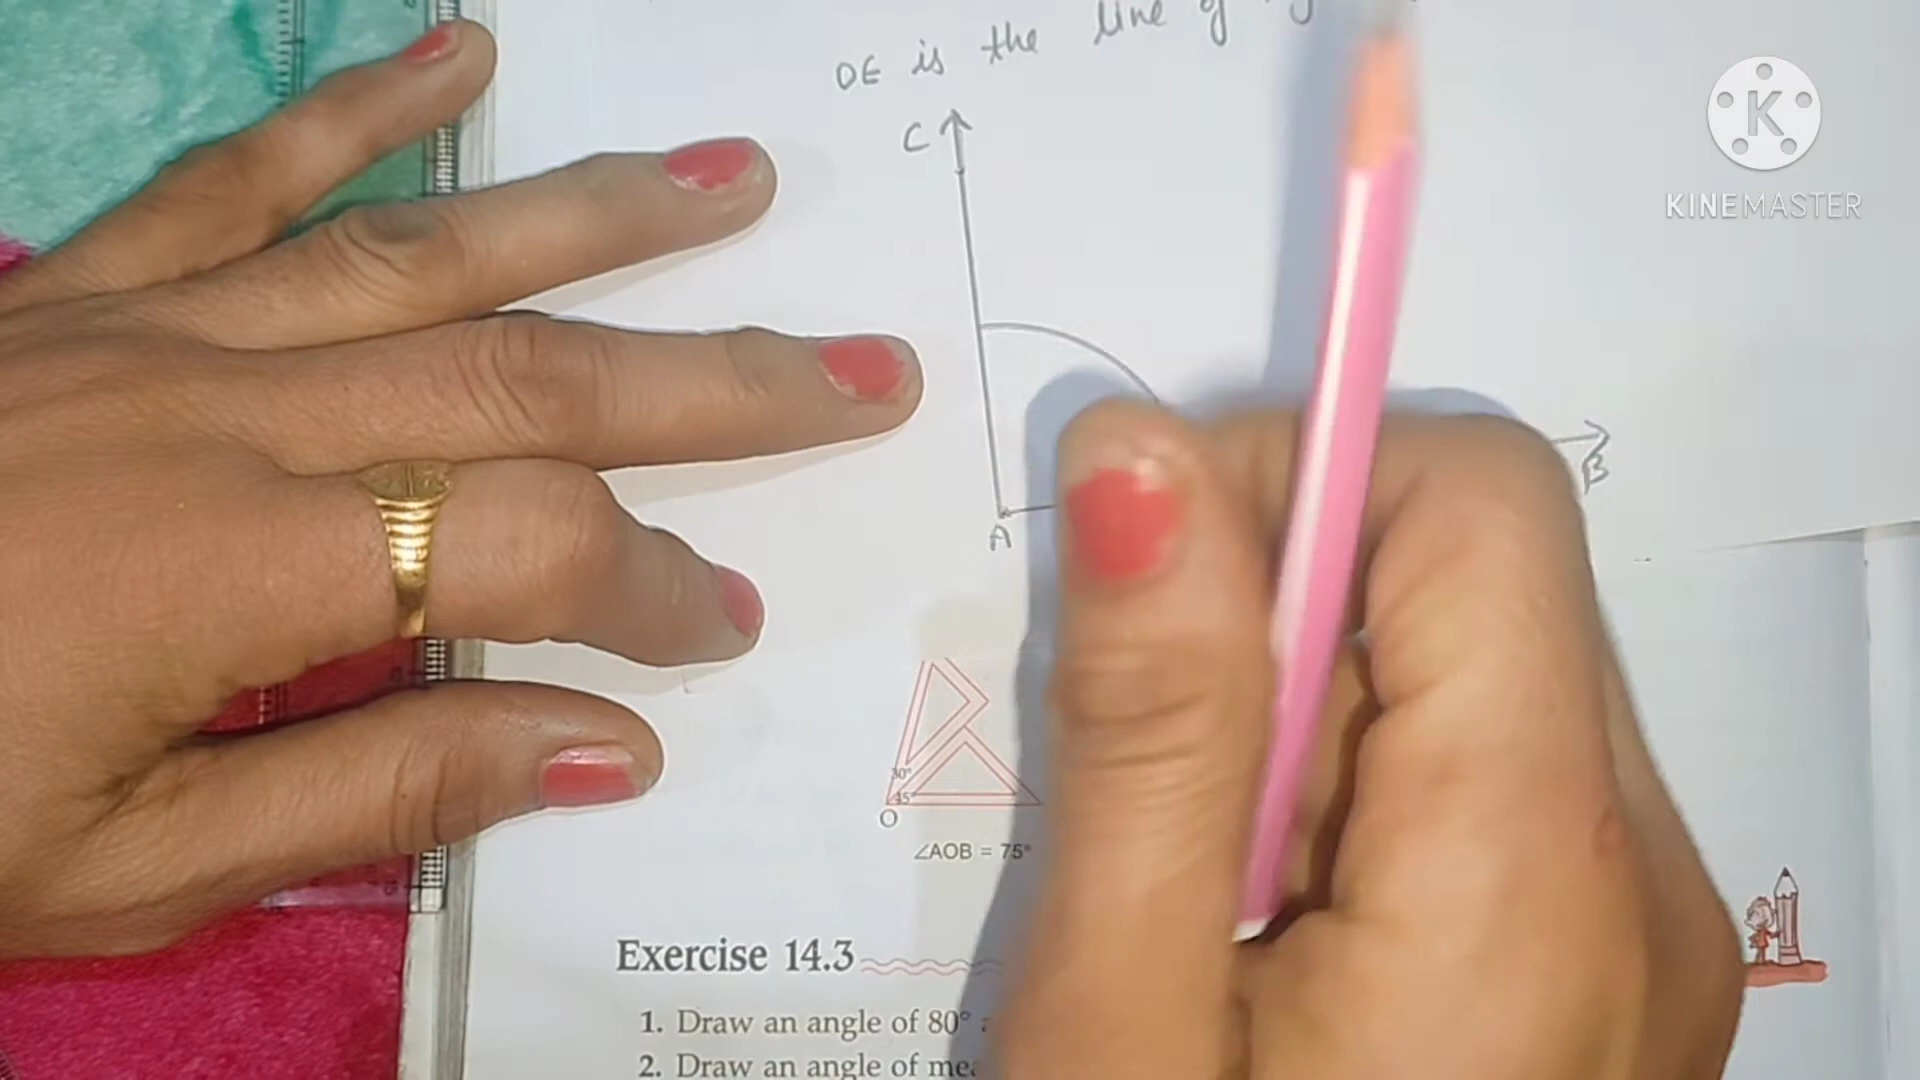 DE is the line of
C
KINEMASTER
B
A
30°
45°
O
∠AOB = 75°
Exercise 14.3
1. Draw an angle of 80°
2. Draw an angle of